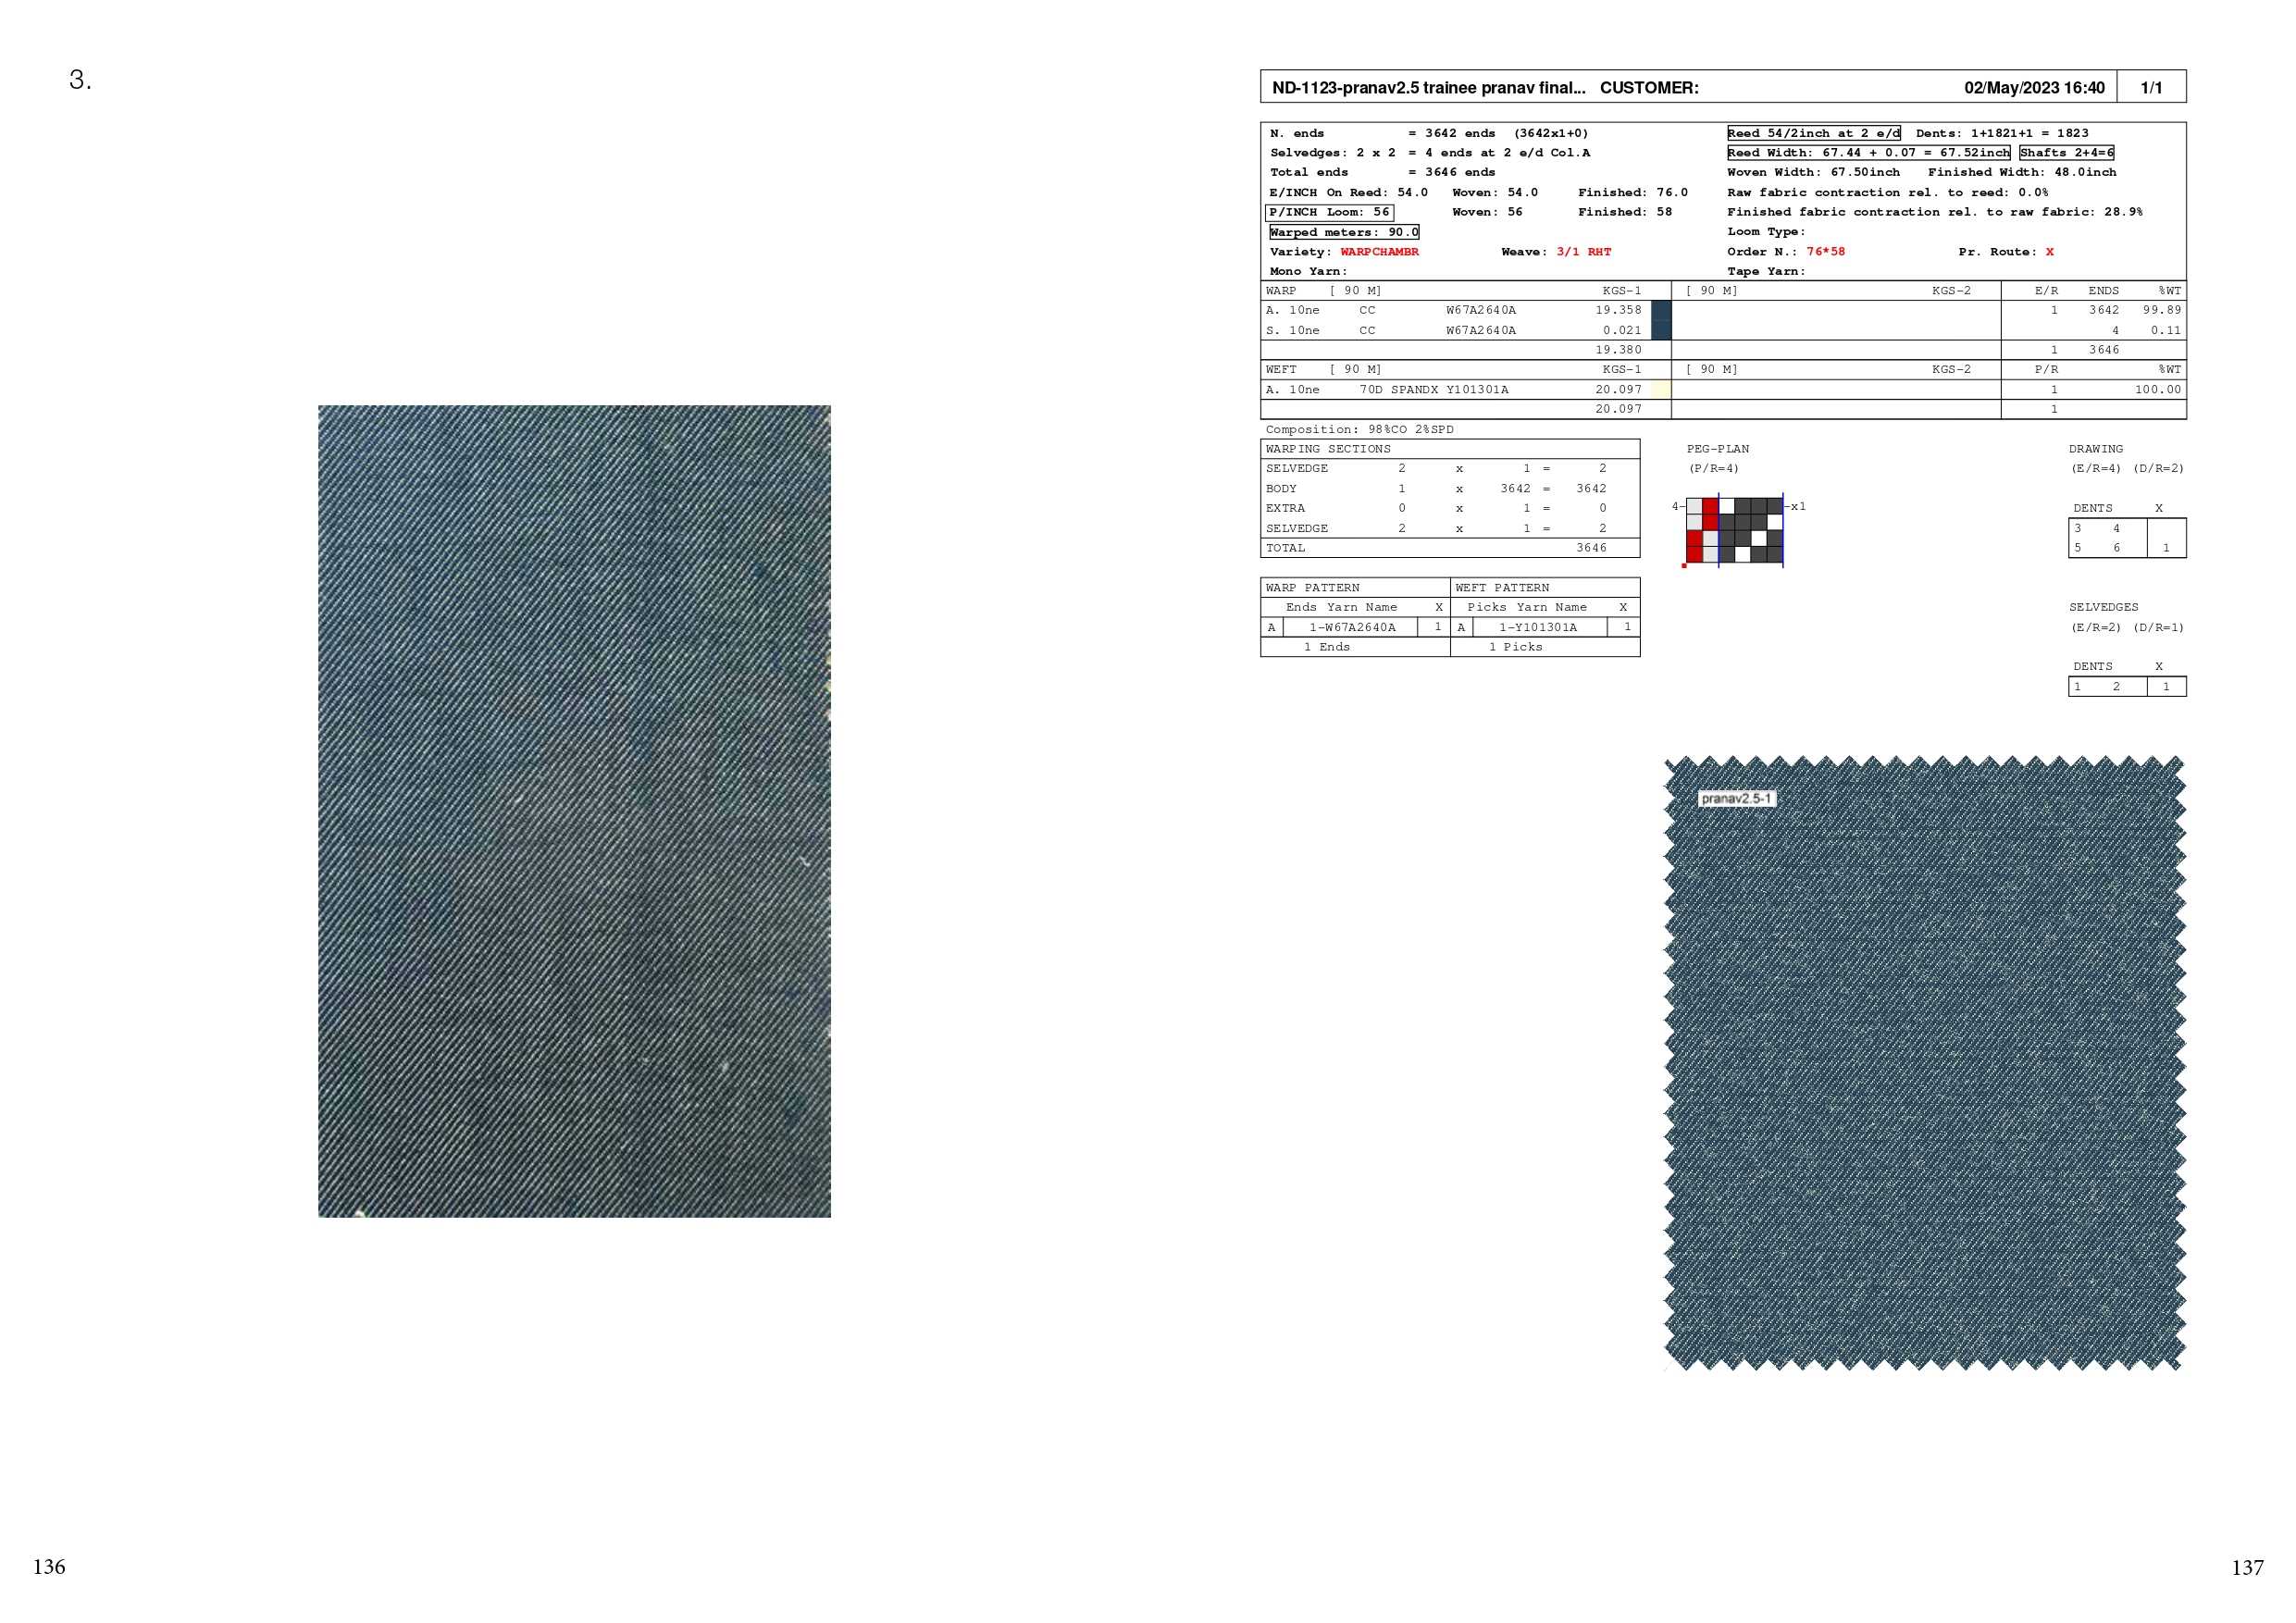 3.
ND-1123-pranav2.5 trainee pranav final... CUSTOMER: 02/May/2023 16:40 1/1
N. ends = 3642 ends (3642x1+0) Reed 54/2inch at 2 e/d Dents: 1+1821+1 = 1823
Selvedges: 2 x 2 = 4 ends at 2 e/d Col.A Reed Width: 67.44 + 0.07 = 67.52inch Shafts 2+4=6
Total ends = 3646 ends Woven Width: 67.50inch Finished Width: 48.0inch
E/INCH On Reed: 54.0 Woven: 54.0 Finished: 76.0 Raw fabric contraction rel. to reed: 0.0%
P/INCH Loom: 56 Woven: 56 Finished: 58 Finished fabric contraction rel. to raw fabric: 28.9%
Warped meters: 90.0 Loom Type:
Variety: WARPCHAMBR Weave: 3/1 RHT Order N.: 76*58 Pr. Route: X
Mono Yarn: Tape Yarn:
WARP [ 90 M] KGS-1 [ 90 M] KGS-2 E/R ENDS %WT
A. 10ne CC W67A2640A 19.358 1 3642 99.89
S. 10ne CC W67A2640A 0.021 4 0.11
19.380 1 3646
WEFT [ 90 M] KGS-1 [ 90 M] KGS-2 P/R %WT
A. 10ne 70D SPANDX Y101301A 20.097 1 100.00
20.097 1
Composition: 98%CO 2%SPD
WARPING SECTIONS
SELVEDGE 2 x 1 = 2
BODY 1 x 3642 = 3642
EXTRA 0 x 1 = 0
SELVEDGE 2 x 1 = 2
TOTAL 3646
PEG-PLAN
(P/R=4)
4- -x1
DRAWING
(E/R=4) (D/R=2)
DENTS X
3 4
5 6 1
WARP PATTERN WEFT PATTERN
Ends Yarn Name X Picks Yarn Name X
A 1-W67A2640A 1 A 1-Y101301A 1
1 Ends 1 Picks
SELVEDGES
(E/R=2) (D/R=1)
DENTS X
1 2 1
pranav2.5-1
136
137